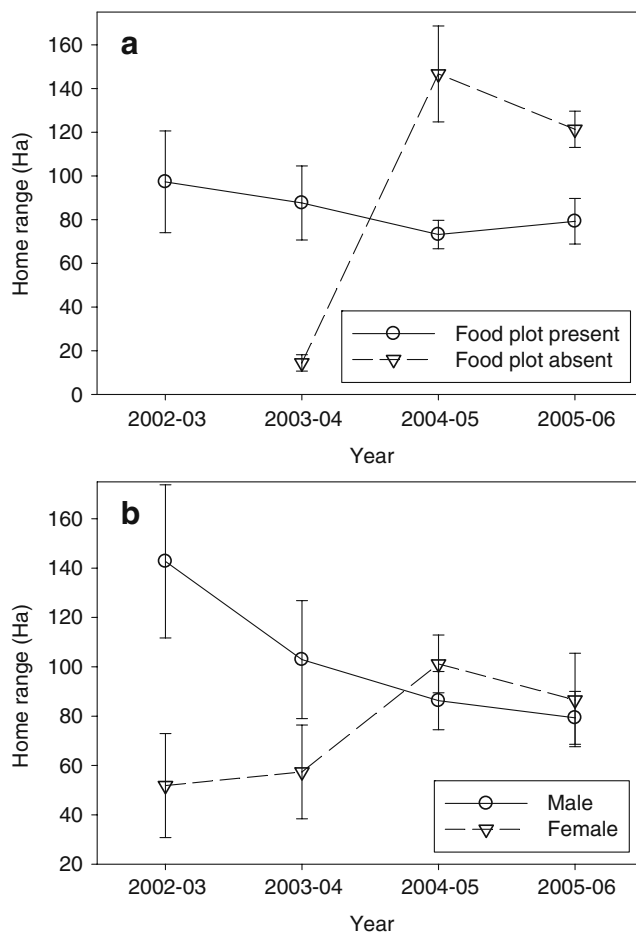 a
160
140
120
100
80
60
40
20
0
Home range (Ha)
Food plot present
Food plot absent
2002-03 2003-04 2004-05 2005-06
Year
b
160
140
120
100
80
60
40
20
Home range (Ha)
Male
Female
2002-03 2003-04 2004-05 2005-06
Year